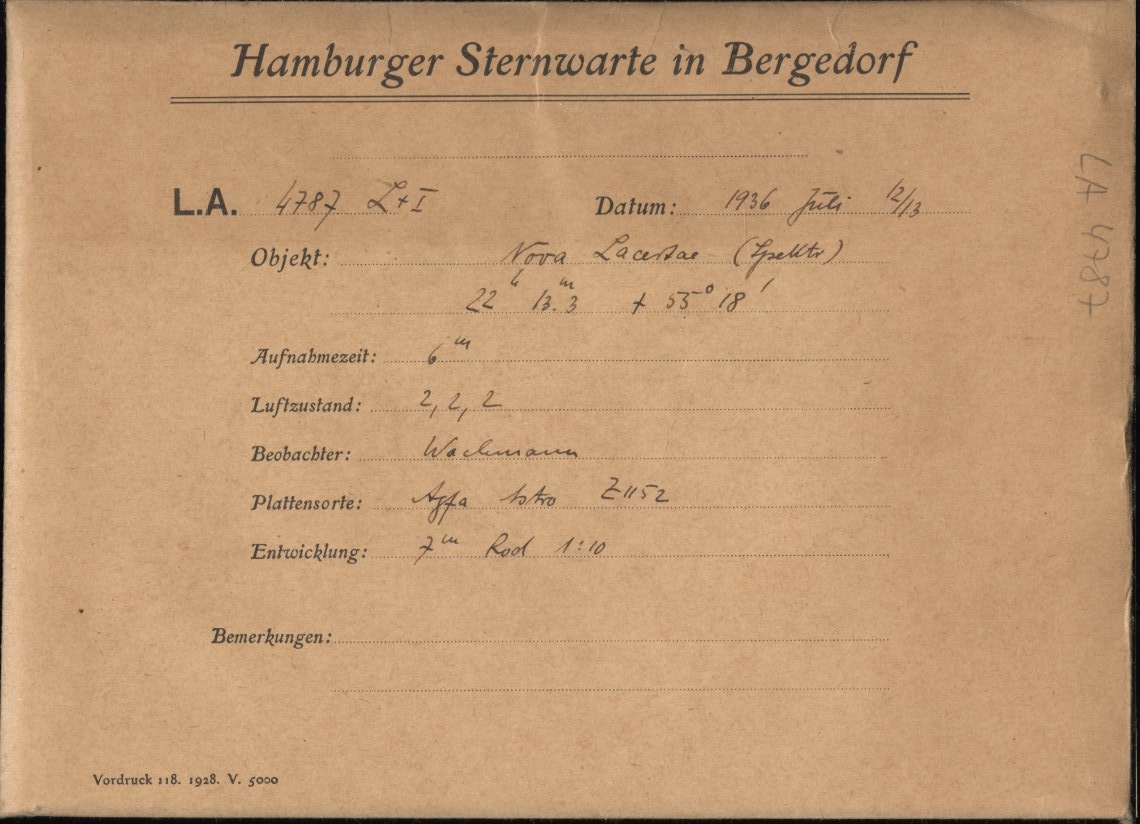 Hamburger Sternwarte in Bergedorf
L.A. 4787 L+I Datum: 1936 Juli 12/13
Objekt: Nova Lacertae (Spektr)
22h 13m.3 + 55° 18′
Aufnahmezeit: 6m
Luftzustand: 2, 2, 2
Beobachter: Wachmann
Plattensorte: Agfa Astro Z1152
Entwicklung: 7m Rod 1:10
Bemerkungen:
Vordruck 118. 1928. V. 5000
LA 4787